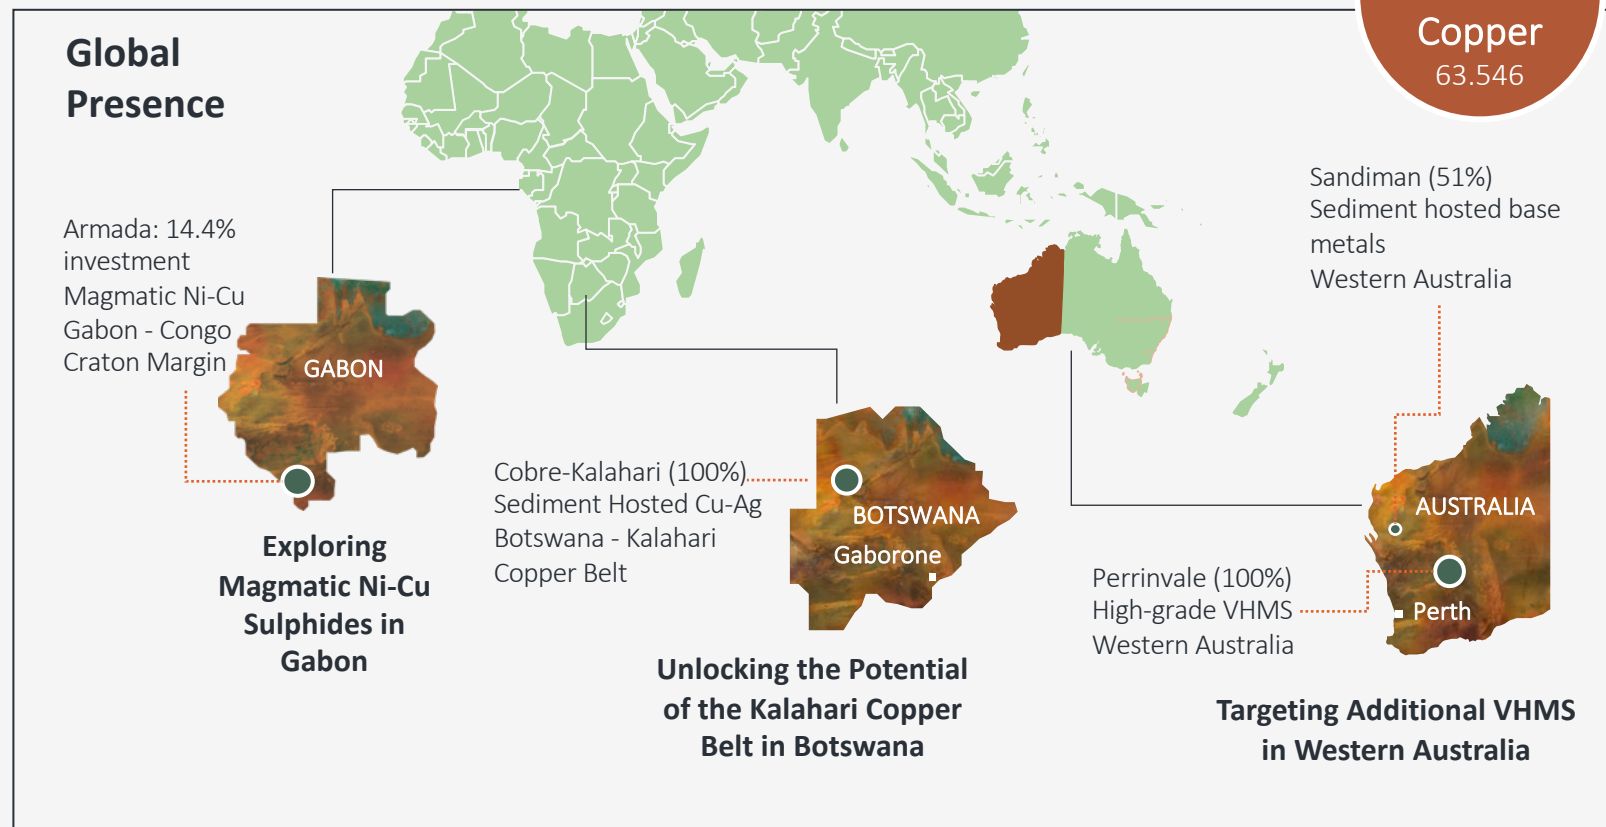 Global
Presence
Copper
63.546
Armada: 14.4%
investment
Magmatic Ni-Cu
Gabon - Congo
Craton Margin
GABON
Exploring
Magmatic Ni-Cu
Sulphides in
Gabon
Cobre-Kalahari (100%)
Sediment Hosted Cu-Ag
Botswana - Kalahari
Copper Belt
BOTSWANA
Gaborone
Unlocking the Potential
of the Kalahari Copper
Belt in Botswana
Sandiman (51%)
Sediment hosted base
metals
Western Australia
AUSTRALIA
Perth
Perrinvale (100%)
High-grade VHMS
Western Australia
Targeting Additional VHMS
in Western Australia